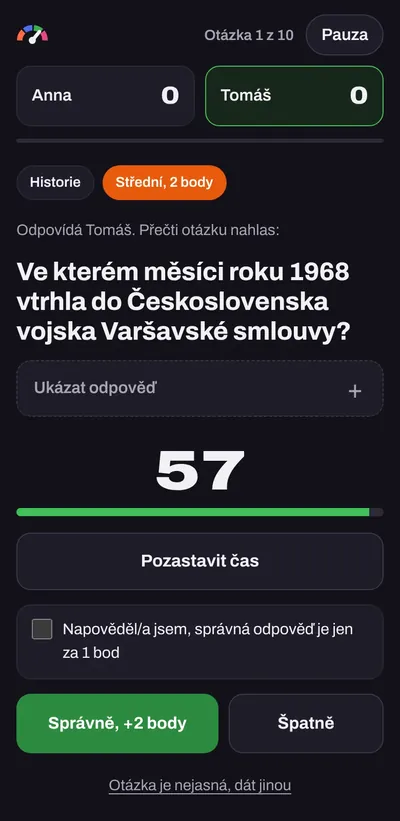 Otázka 1 z 10
Pauza
Anna 0
Tomáš 0
Historie
Střední, 2 body
Odpovídá Tomáš. Přečti otázku nahlas:
Ve kterém měsíci roku 1968
vtrhla do Československa
vojska Varšavské smlouvy?
Ukázat odpověď +
57
Pozastavit čas
Napověděl/a jsem, správná odpověď je jen
za 1 bod
Správně, +2 body
Špatně
Otázka je nejasná, dát jinou